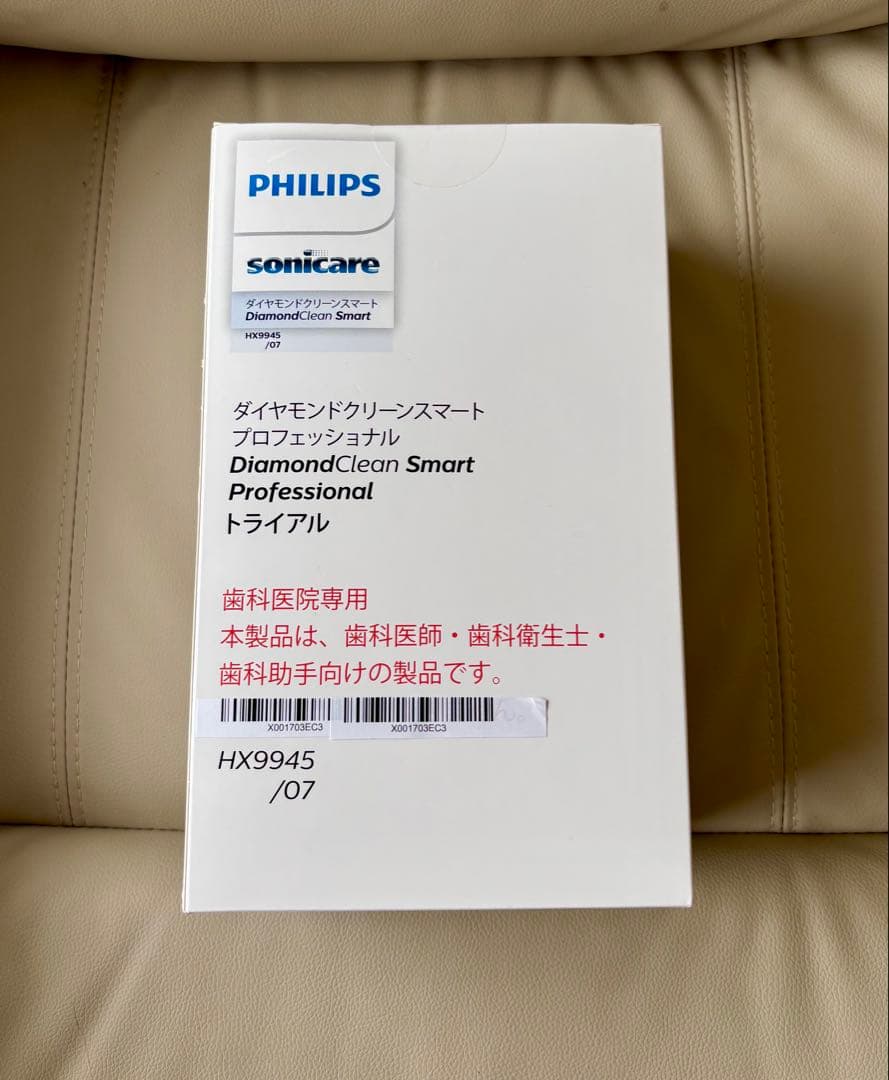 PHILIPS
sonicare
ダイヤモンドクリーンスマート
DiamondClean Smart
HX9945
/07
ダイヤモンドクリーンスマート
プロフェッショナル
DiamondClean Smart
Professional
トライアル
歯科医院専用
本製品は、歯科医師・歯科衛生士・
歯科助手向けの製品です。
X001703EC3 X001703EC3
HX9945
/07